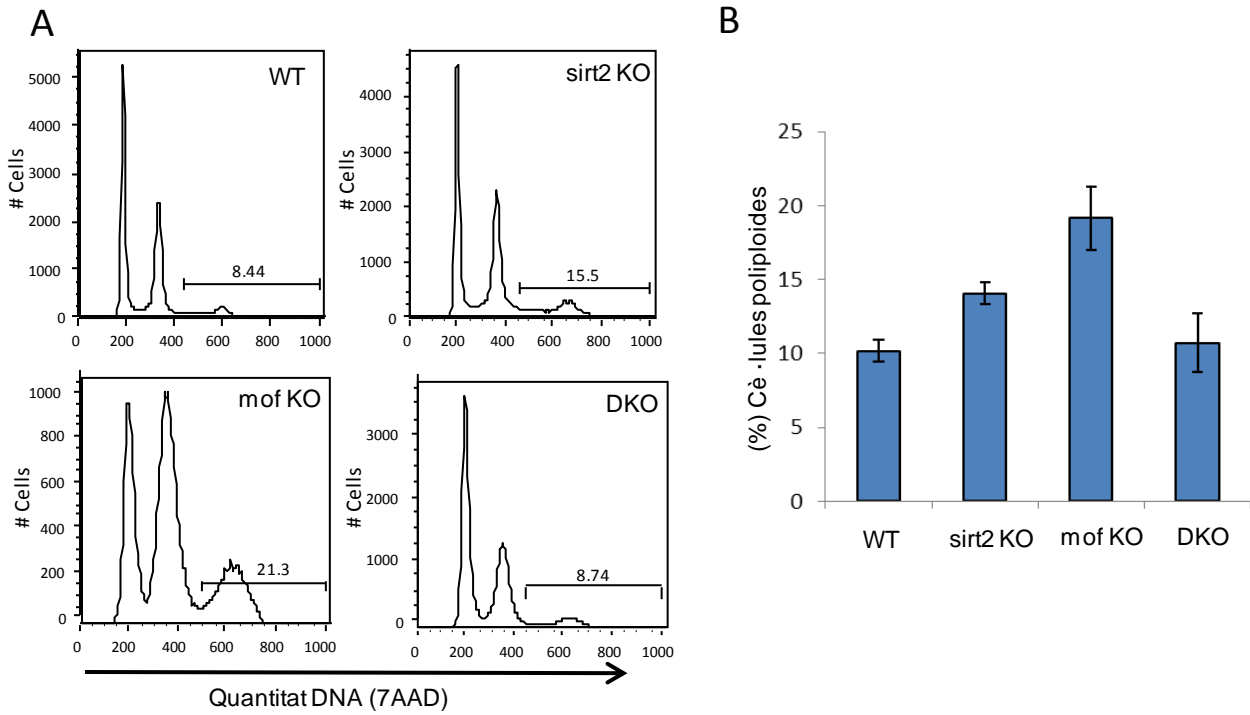 A
B
WT
# Cells
5000
4000
3000
2000
1000
0
8.44
0 200 400 600 800 1000
sirt2 KO
# Cells
4000
3000
2000
1000
0
15.5
0 200 400 600 800 1000
mof KO
# Cells
1000
800
600
400
200
0
21.3
0 200 400 600 800 1000
DKO
# Cells
3000
2000
1000
0
8.74
0 200 400 600 800 1000
Quantitat DNA (7AAD)
(%) Cè ·lules poliploides
25
20
15
10
5
0
WT sirt2 KO mof KO DKO